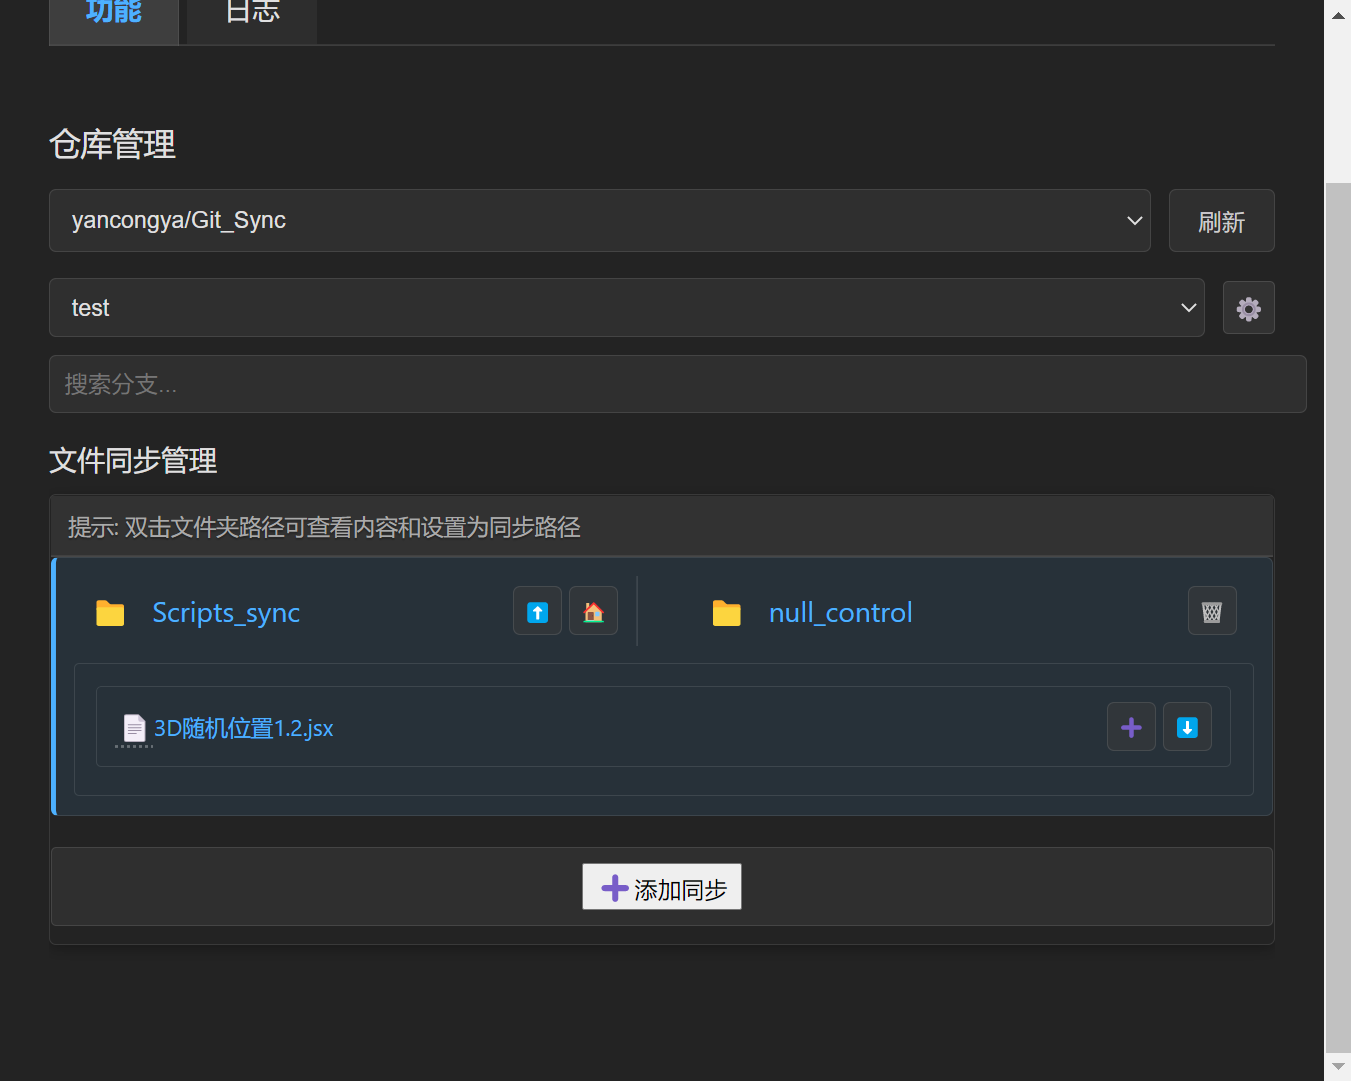 功能
日志
仓库管理
yancongya/Git_Sync
刷新
test
搜索分支...
文件同步管理
提示: 双击文件夹路径可查看内容和设置为同步路径
Scripts_sync
null_control
3D随机位置1.2.jsx
添加同步